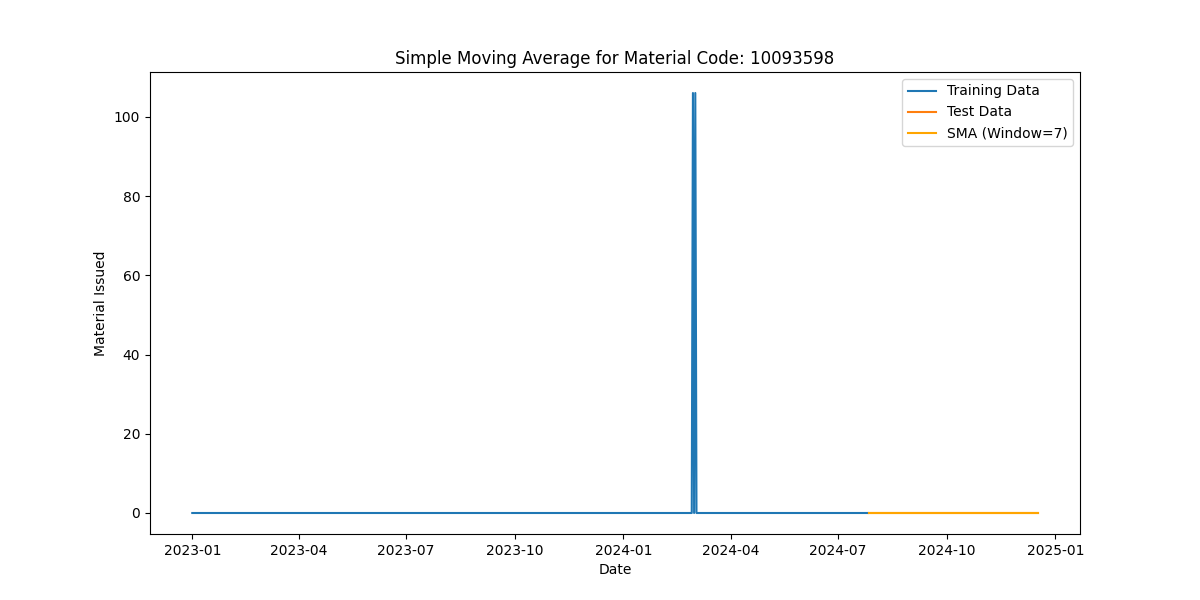 Simple Moving Average for Material Code: 10093598
Training Data
Test Data
SMA (Window=7)
Material Issued
100
80
60
40
20
0
2023-01 2023-04 2023-07 2023-10 2024-01 2024-04 2024-07 2024-10 2025-01
Date